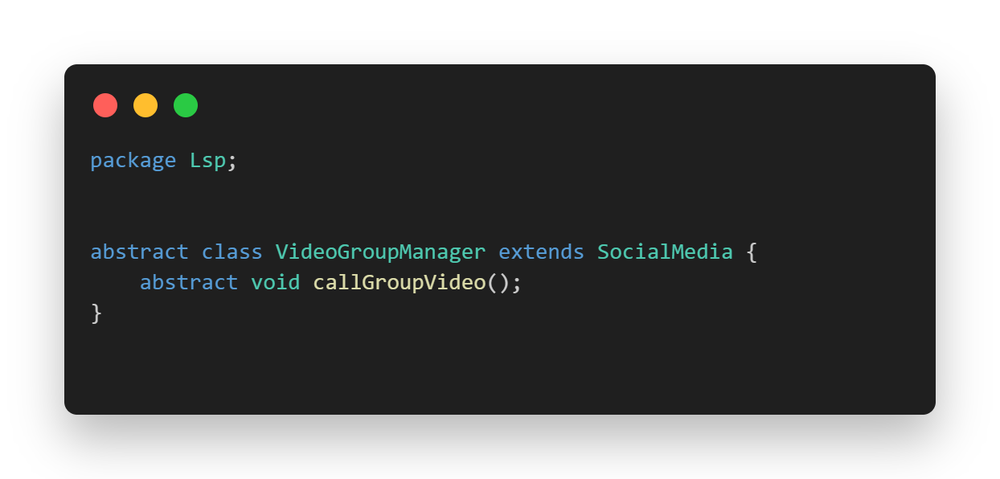 package Lsp;
abstract class VideoGroupManager extends SocialMedia {
    abstract void callGroupVideo();
}